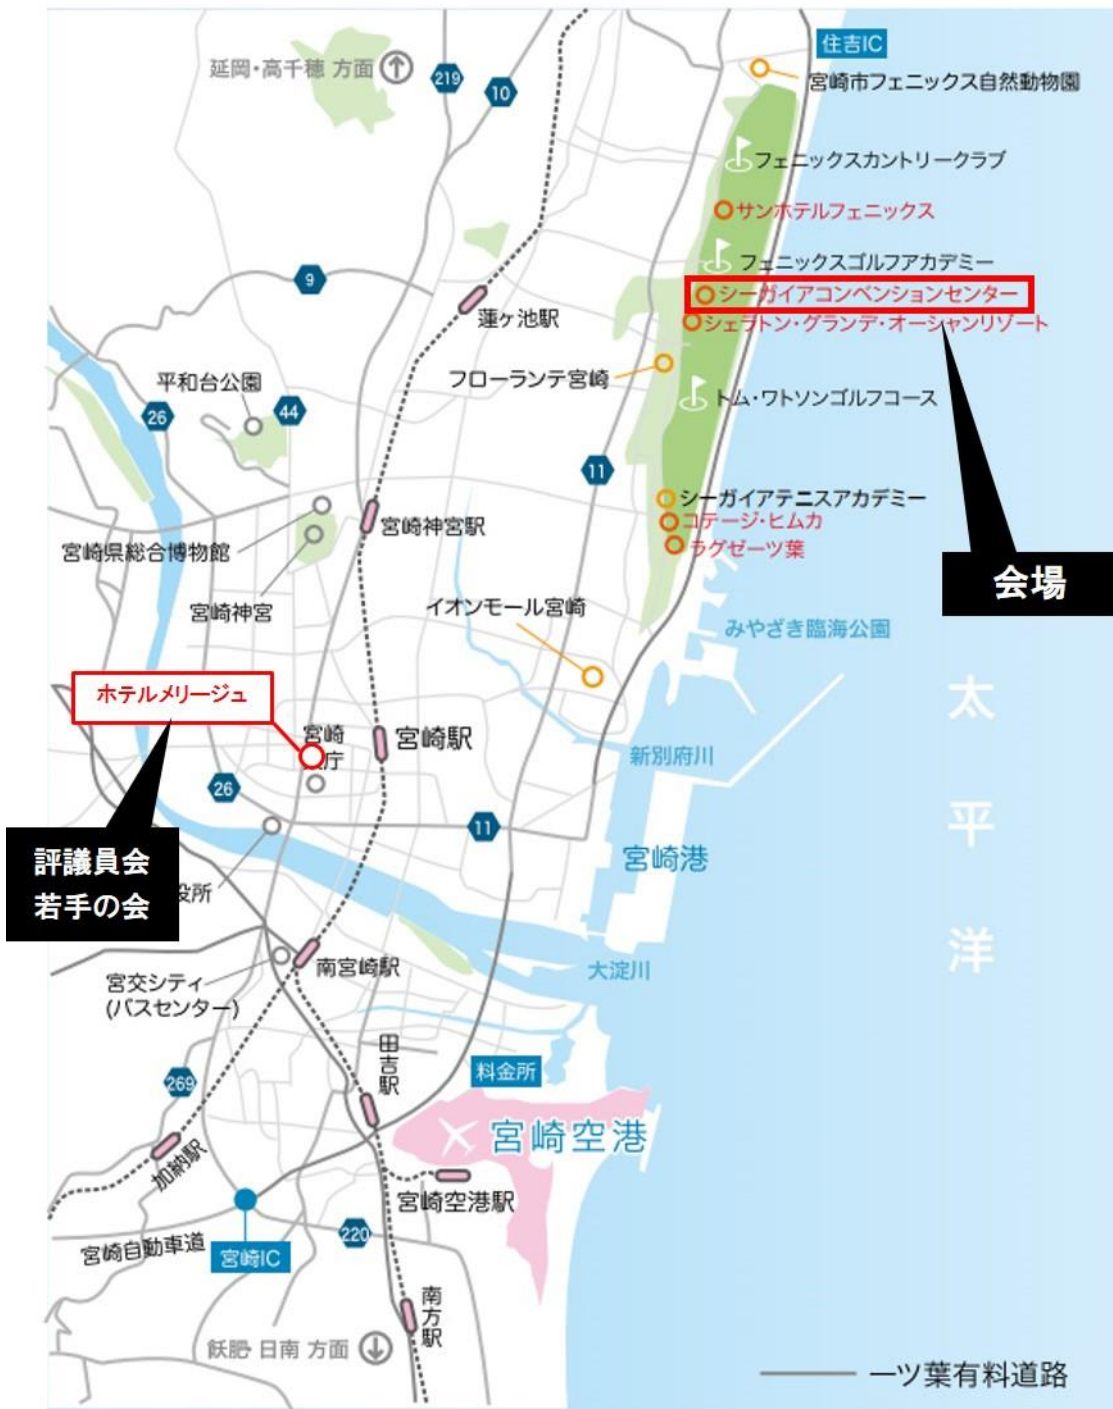 住吉IC
延岡・高千穂 方面
219
10
宮崎市フェニックス自然動物園
フェニックスカントリークラブ
サンホテルフェニックス
フェニックスゴルフアカデミー
9
シーガイアコンベンションセンター
蓮ヶ池駅
シェラトン・グランデ・オーシャンリゾート
平和台公園
フローランテ宮崎
トム・ワトソンゴルフコース
26
44
11
シーガイアテニスアカデミー
コテージ・ヒムカ
ラグゼーツ葉
宮崎神宮駅
宮崎県総合博物館
会場
宮崎神宮
イオンモール宮崎
みやざき臨海公園
ホテルメリージュ
太平洋
宮崎
庁
宮崎駅
新別府川
26
11
宮崎港
評議員会
若手の会
役所
南宮崎駅
大淀川
宮交シティ
(バスセンター)
田吉駅
料金所
269
宮崎空港
加納駅
宮崎空港駅
宮崎自動車道
宮崎IC
220
南方駅
飫肥・日南 方面
一ツ葉有料道路